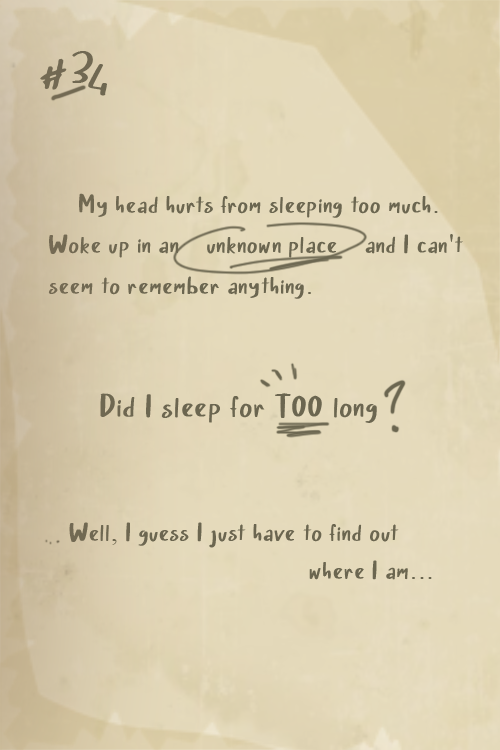 #34
My head hurts from sleeping too much.
Woke up in an unknown place and I can't
seem to remember anything.
Did I sleep for TOO long?
... Well, I guess I just have to find out
where I am...